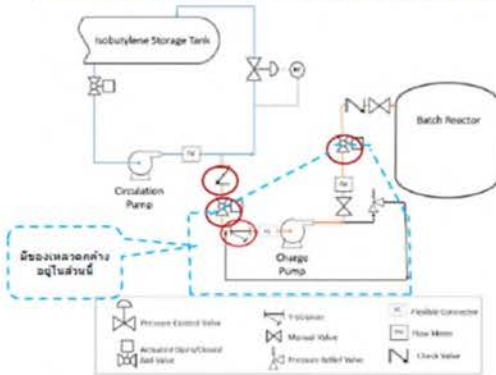 Isobutylene Storage Tank
Batch Reactor
Circulation
Pump
Charge
Pump
มีของเหลวตกค้าง
อยู่ในส่วนนี้
Pressure Control Valve
Actuated Open/Closed
Ball Valve
Y-Strainer
Manual Valve
Pressure Relief Valve
Flexible Connector
Flow Meter
Check Valve